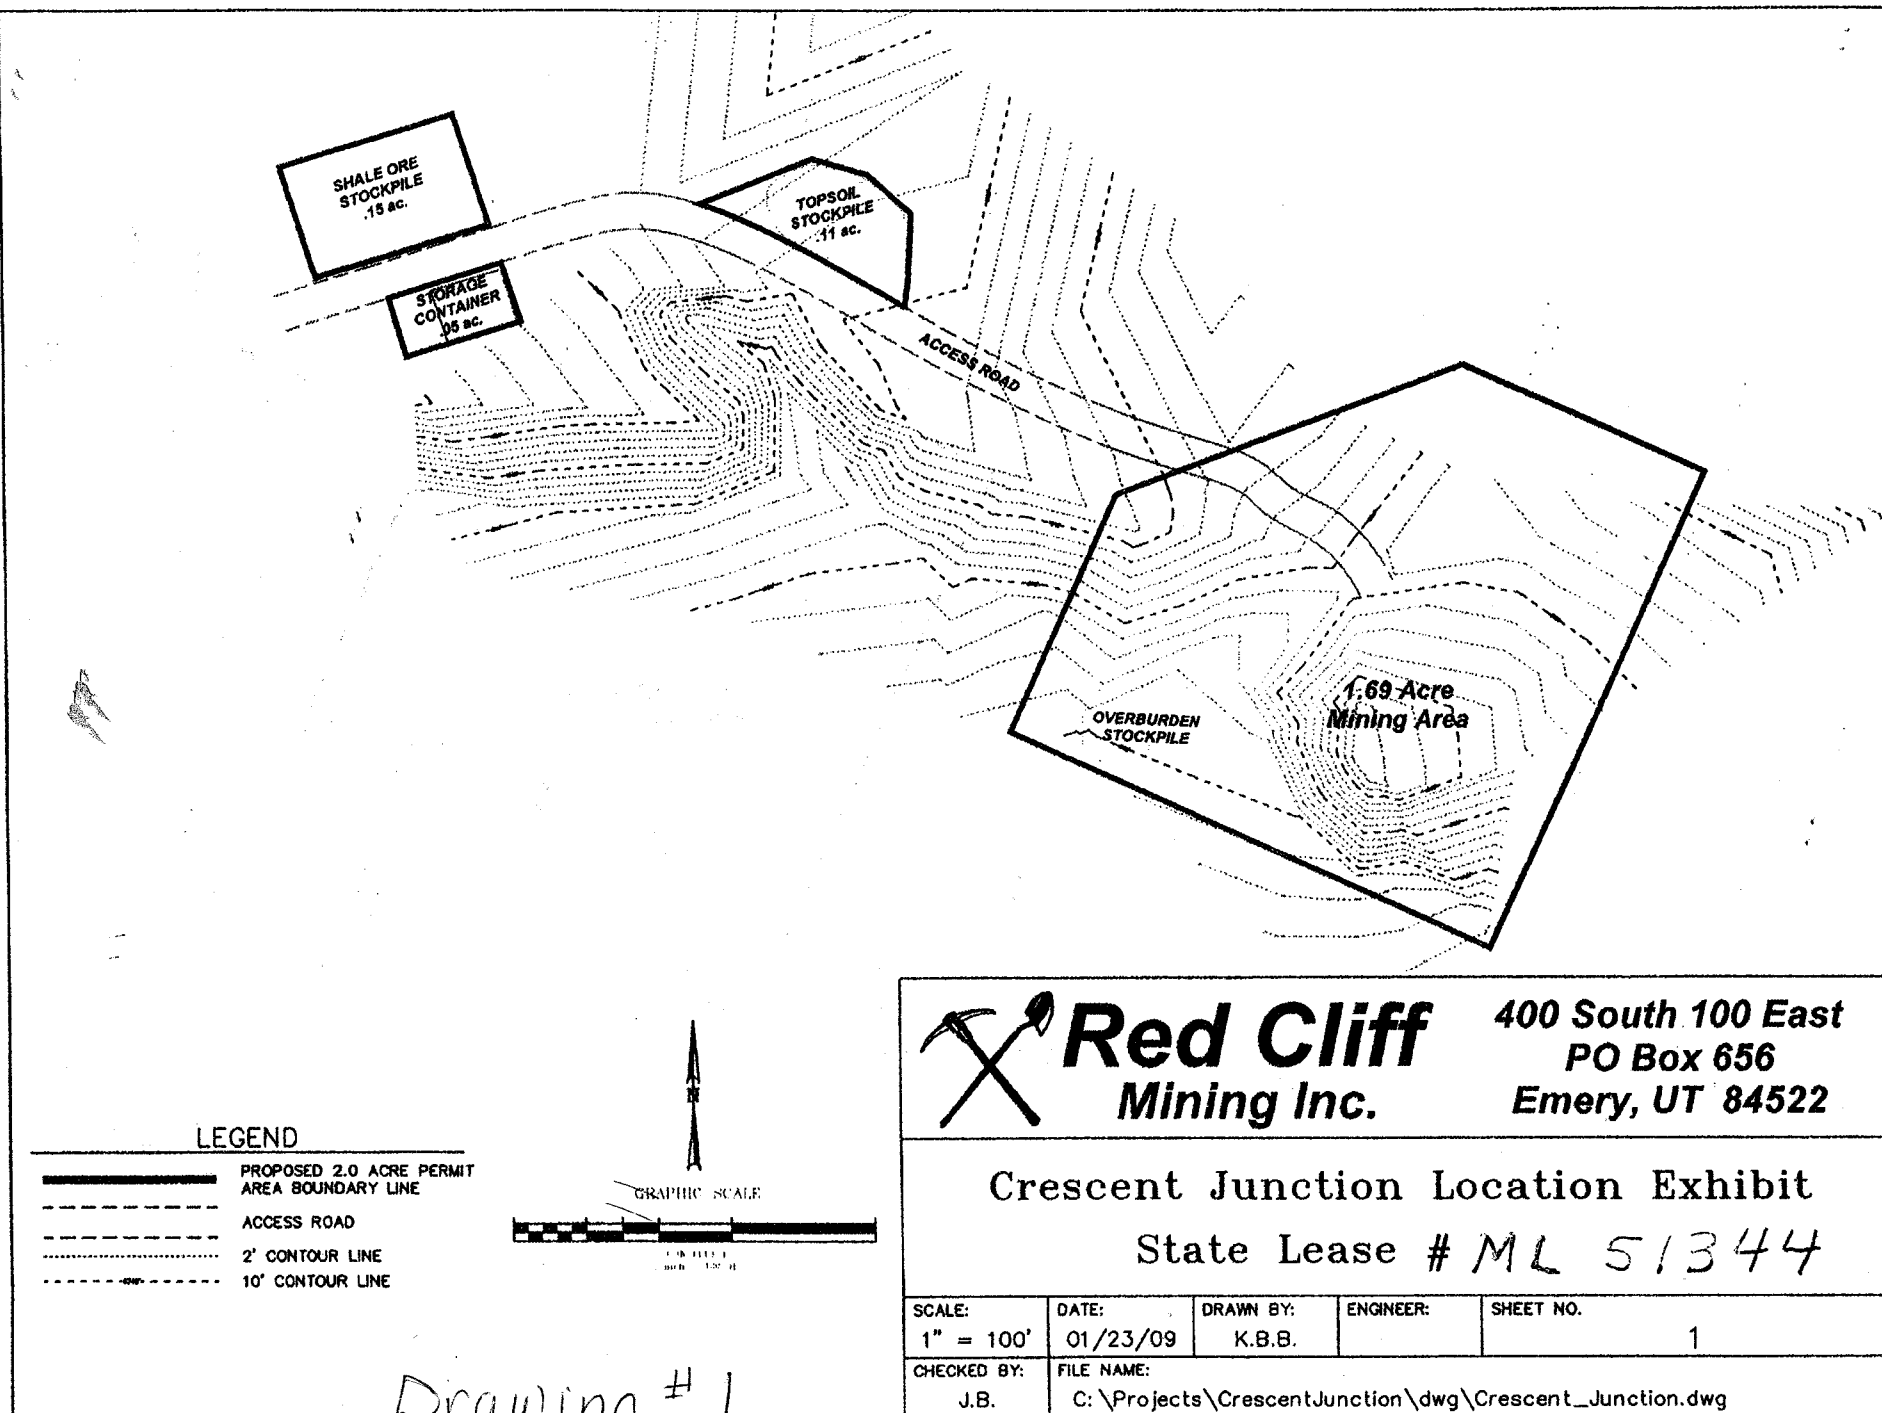 SHALE ORE
STOCKPILE
.15 ac.
TOPSOIL
STOCKPILE
.11 ac.
STORAGE
CONTAINER
.05 ac.
ACCESS ROAD
1.69 Acre
Mining Area
OVERBURDEN
STOCKPILE
N
LEGEND
PROPOSED 2.0 ACRE PERMIT
AREA BOUNDARY LINE
ACCESS ROAD
2' CONTOUR LINE
10' CONTOUR LINE
GRAPHIC SCALE
Red Cliff
Mining Inc.
400 South 100 East
PO Box 656
Emery, UT 84522
Crescent Junction Location Exhibit
State Lease # ML 51344
SCALE:
1" = 100'
DATE:
01/23/09
DRAWN BY:
K.B.B.
ENGINEER:
SHEET NO.
1
CHECKED BY:
J.B.
FILE NAME:
C:\Projects\CrescentJunction\dwg\Crescent_Junction.dwg
Drawing # 1